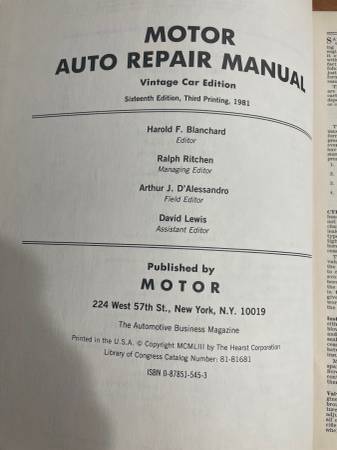 MOTOR
AUTO REPAIR MANUAL
Vintage Car Edition
Sixteenth Edition, Third Printing, 1981
Harold F. Blanchard
Editor
Ralph Ritchen
Managing Editor
Arthur J. D'Alessandro
Field Editor
David Lewis
Assistant Editor
Published by
MOTOR
224 West 57th St., New York, N.Y. 10019
The Automotive Business Magazine
Printed in the U.S.A. © Copyright MCMLIII by The Hearst Corporation
Library of Congress Catalog Number: 81-81681
ISBN 0-87851-545-3